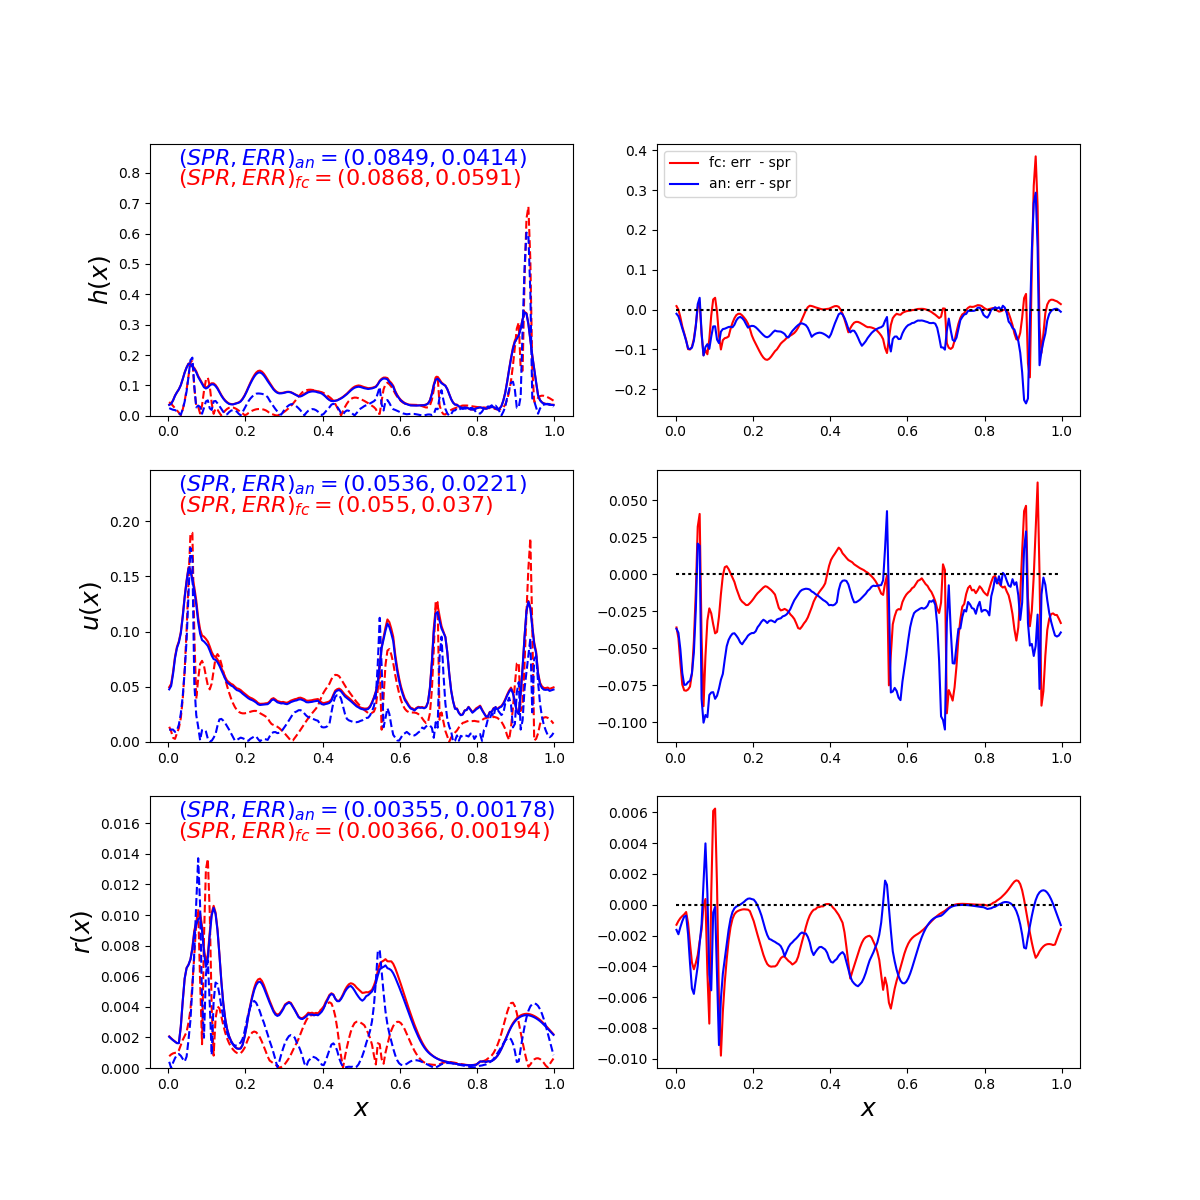 (SPR, ERR)an = (0.0849, 0.0414)
(SPR, ERR)fc = (0.0868, 0.0591)
h(x)
0.8
0.7
0.6
0.5
0.4
0.3
0.2
0.1
0.0
0.0 0.2 0.4 0.6 0.8 1.0
fc: err - spr
an: err - spr
0.4
0.3
0.2
0.1
0.0
−0.1
−0.2
0.0 0.2 0.4 0.6 0.8 1.0
(SPR, ERR)an = (0.0536, 0.0221)
(SPR, ERR)fc = (0.055, 0.037)
u(x)
0.20
0.15
0.10
0.05
0.00
0.0 0.2 0.4 0.6 0.8 1.0
0.050
0.025
0.000
−0.025
−0.050
−0.075
−0.100
0.0 0.2 0.4 0.6 0.8 1.0
(SPR, ERR)an = (0.00355, 0.00178)
(SPR, ERR)fc = (0.00366, 0.00194)
r(x)
0.016
0.014
0.012
0.010
0.008
0.006
0.004
0.002
0.000
0.0 0.2 0.4 0.6 0.8 1.0
x
0.006
0.004
0.002
0.000
−0.002
−0.004
−0.006
−0.008
−0.010
0.0 0.2 0.4 0.6 0.8 1.0
x